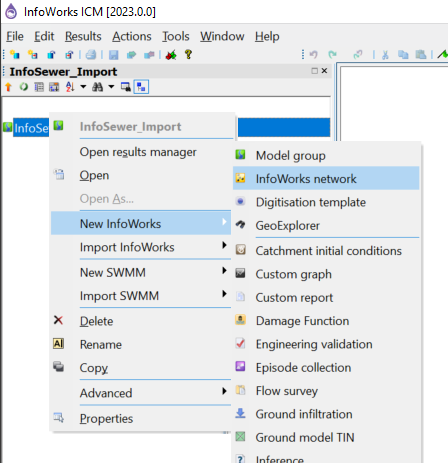 InfoWorks ICM [2023.0.0]
File Edit Results Actions Tools Window Help
InfoSewer_Import
InfoSe
InfoSewer_Import
Open results manager
Open
Open As...
New InfoWorks
Import InfoWorks
New SWMM
Import SWMM
Delete
Rename
Copy
Advanced
Properties
Model group
InfoWorks network
Digitisation template
GeoExplorer
Catchment initial conditions
Custom graph
Custom report
Damage Function
Engineering validation
Episode collection
Flow survey
Ground infiltration
Ground model TIN
Inference